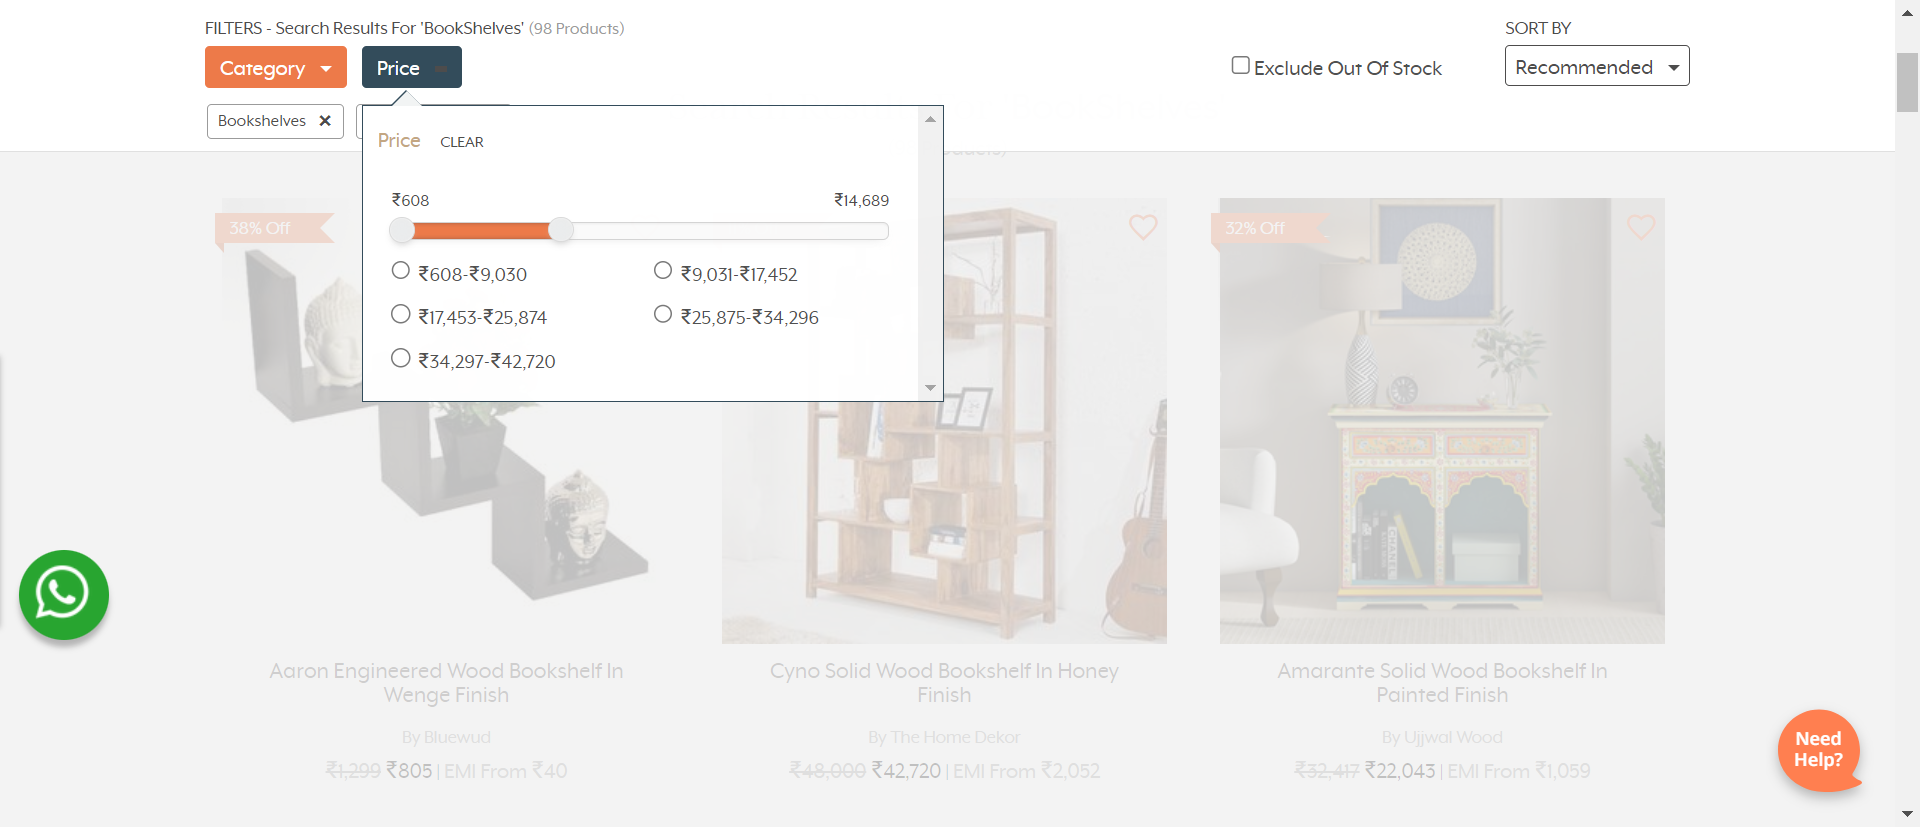 FILTERS - Search Results For 'BookShelves' (98 Products)
SORT BY
Category
Price
Exclude Out Of Stock
Recommended
Bookshelves ✕
Price CLEAR
₹608 ₹14,689
₹608-₹9,030 ₹9,031-₹17,452
₹17,453-₹25,874 ₹25,875-₹34,296
₹34,297-₹42,720
38% Off
32% Off
CHANEL
Aaron Engineered Wood Bookshelf In
Wenge Finish
By Bluewud
₹1,299 ₹805 | EMI From ₹40
Cyno Solid Wood Bookshelf In Honey
Finish
By The Home Dekor
₹48,000 ₹42,720 | EMI From ₹2,052
Amarante Solid Wood Bookshelf In
Painted Finish
By Ujjwal Wood
₹32,417 ₹22,043 | EMI From ₹1,059
Need
Help?